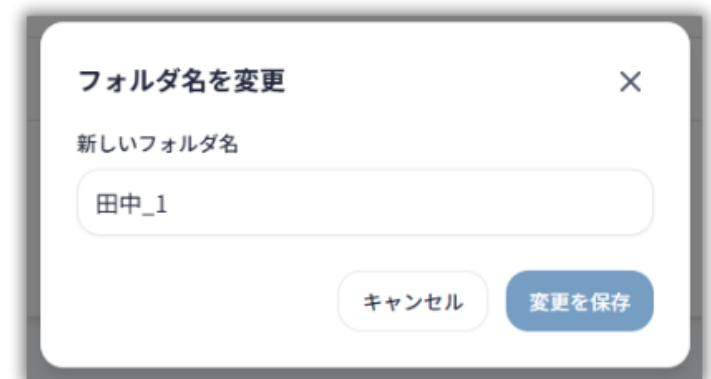 フォルダ名を変更
新しいフォルダ名
田中_1
キャンセル
変更を保存